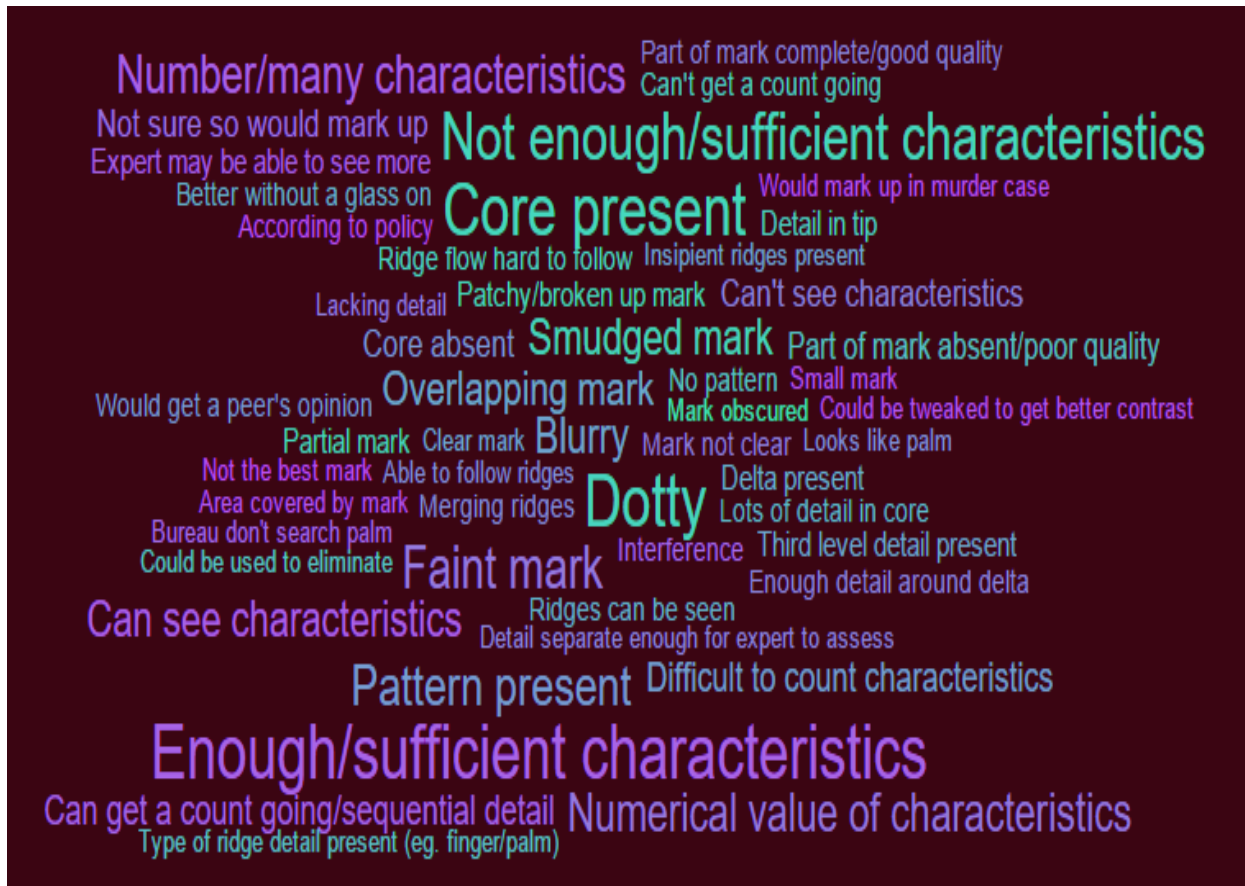 Number/many characteristics
Part of mark complete/good quality
Can't get a count going
Not sure so would mark up
Not enough/sufficient characteristics
Expert may be able to see more
Better without a glass on
Core present
Would mark up in murder case
According to policy
Detail in tip
Ridge flow hard to follow
Insipient ridges present
Lacking detail
Patchy/broken up mark
Can't see characteristics
Core absent
Smudged mark
Part of mark absent/poor quality
Overlapping mark
No pattern
Small mark
Would get a peer's opinion
Mark obscured
Could be tweaked to get better contrast
Partial mark
Clear mark
Blurry
Mark not clear
Looks like palm
Not the best mark
Able to follow ridges
Dotty
Delta present
Area covered by mark
Merging ridges
Lots of detail in core
Bureau don't search palm
Could be used to eliminate
Faint mark
Interference
Third level detail present
Enough detail around delta
Can see characteristics
Ridges can be seen
Detail separate enough for expert to assess
Pattern present
Difficult to count characteristics
Enough/sufficient characteristics
Can get a count going/sequential detail
Numerical value of characteristics
Type of ridge detail present (eg. finger/palm)